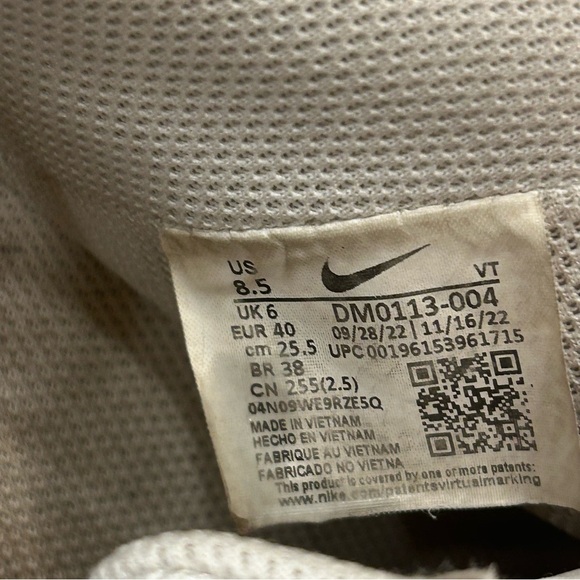 US VT
8.5
UK 6 DM0113-004
EUR 40 09/28/22 | 11/16/22
cm 25.5 UPC 00196153961715
BR 38
CN 255(2.5)
04N09WE9RZE5Q
MADE IN VIETNAM
HECHO EN VIETNAM
FABRIQUE AU VIETNAM
FABRICADO NO VIETNA
This product is covered by one or more patents:
www.nike.com/patentsvirtualmarking